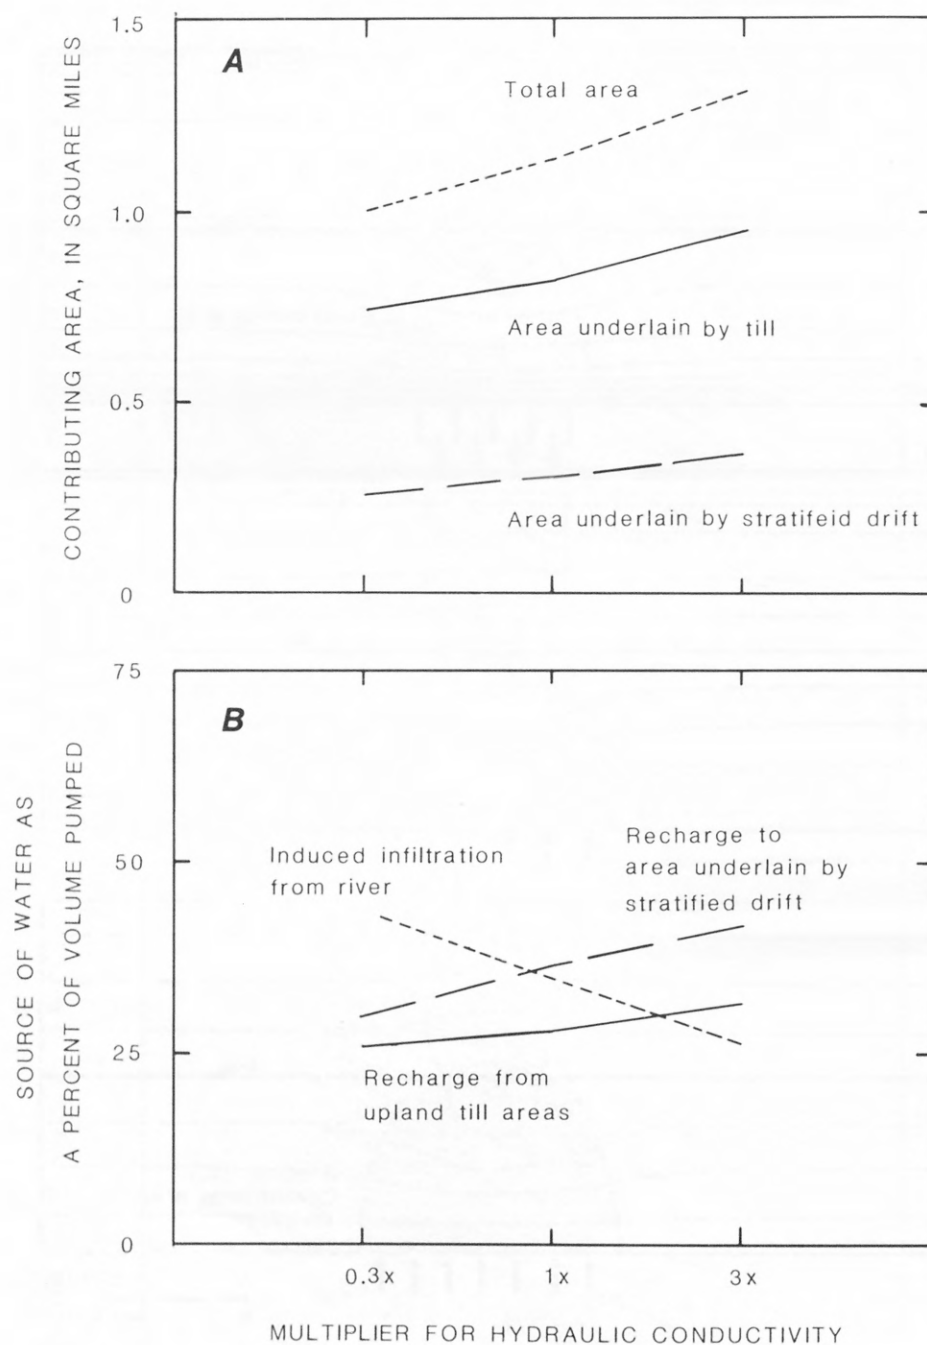 1.5
A
Total area
1.0
Area underlain by till
0.5
Area underlain by stratifeid drift
0
CONTRIBUTING AREA, IN SQUARE MILES
75
B
Induced infiltration
from river
50
Recharge to
area underlain by
stratified drift
25
Recharge from
upland till areas
0
SOURCE OF WATER AS
A PERCENT OF VOLUME PUMPED
0.3x 1x 3x
MULTIPLIER FOR HYDRAULIC CONDUCTIVITY